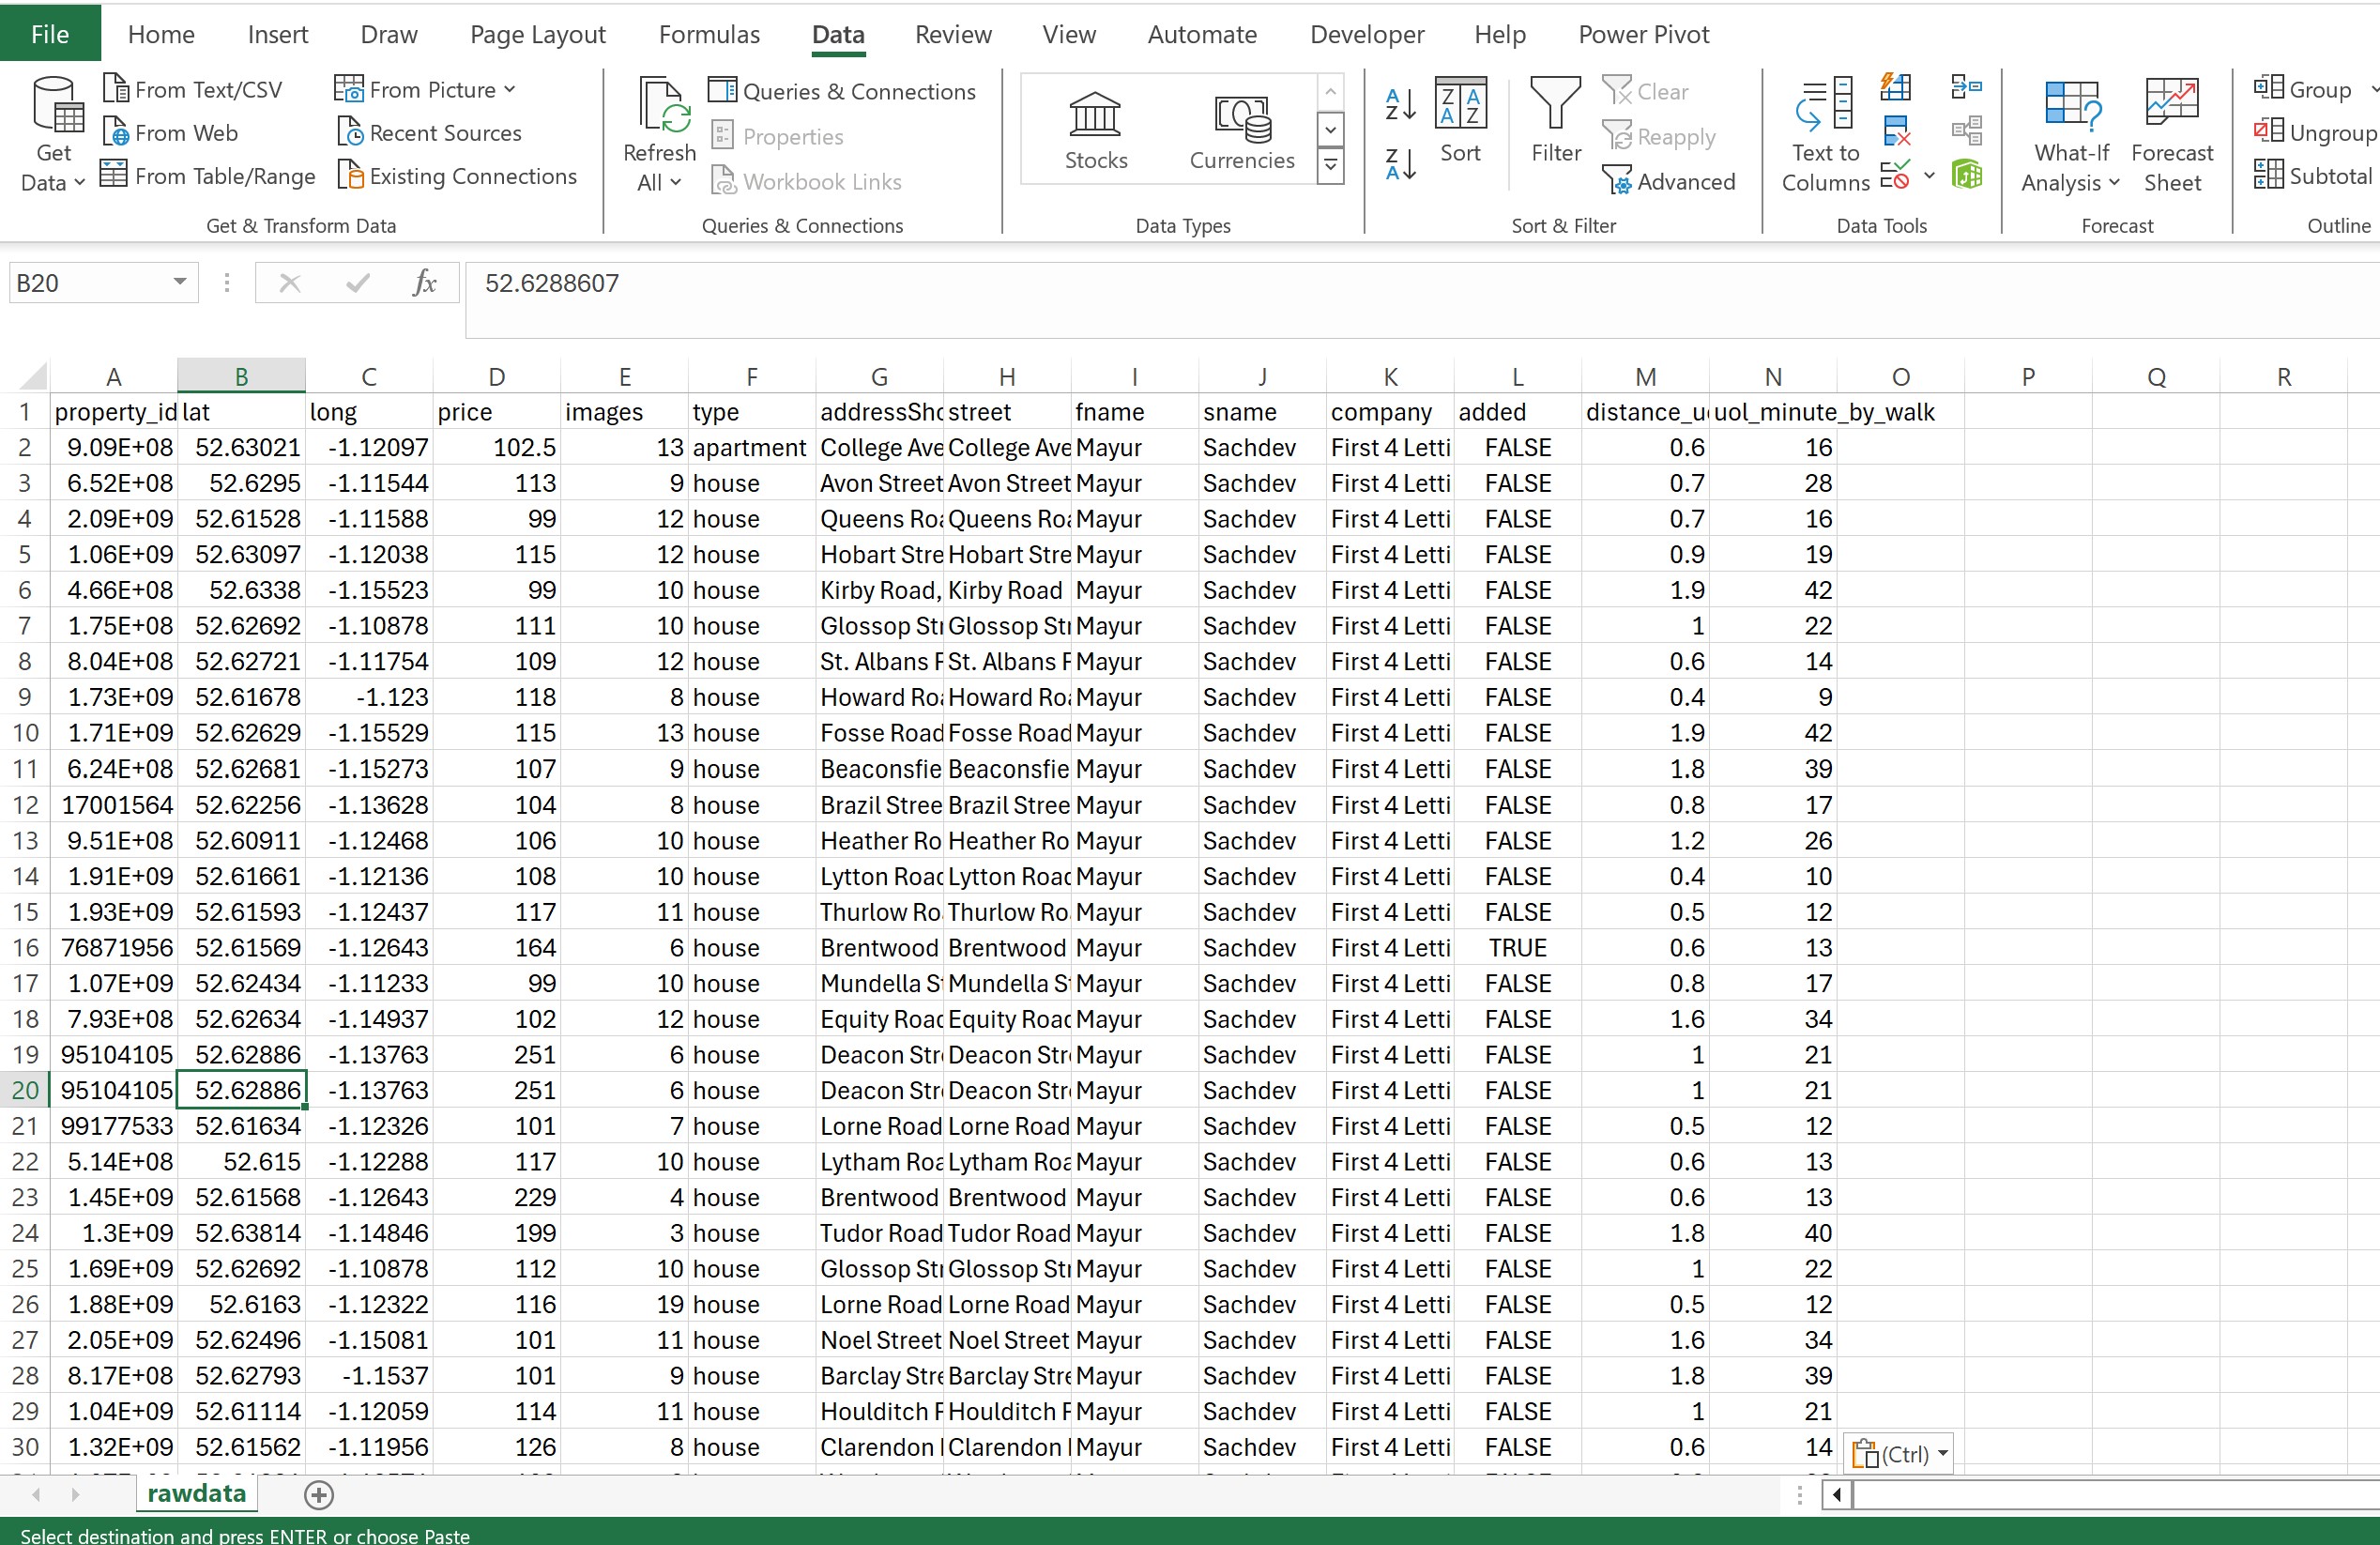 File Home Insert Draw Page Layout Formulas Data Review View Automate Developer Help Power Pivot
Get Data
From Text/CSV
From Web
From Table/Range
From Picture
Recent Sources
Existing Connections
Get & Transform Data
Refresh All
Queries & Connections
Properties
Workbook Links
Queries & Connections
Stocks
Currencies
Data Types
Sort
Filter
Clear
Reapply
Advanced
Sort & Filter
Text to Columns
Data Tools
What-If Analysis
Forecast Sheet
Forecast
Group
Ungroup
Subtotal
Outline
B20 fx 52.6288607
A B C D E F G H I J K L M N O P Q R
1 property_id lat long price images type addressSho street fname sname company added distance_uo uol_minute_by_walk
2 9.09E+08 52.63021 -1.12097 102.5 13 apartment College Ave College Ave Mayur Sachdev First 4 Letti FALSE 0.6 16
3 6.52E+08 52.6295 -1.11544 113 9 house Avon Street Avon Street Mayur Sachdev First 4 Letti FALSE 0.7 28
4 2.09E+09 52.61528 -1.11588 99 12 house Queens Roa Queens Roa Mayur Sachdev First 4 Letti FALSE 0.7 16
5 1.06E+09 52.63097 -1.12038 115 12 house Hobart Stre Hobart Stre Mayur Sachdev First 4 Letti FALSE 0.9 19
6 4.66E+08 52.6338 -1.15523 99 10 house Kirby Road, Kirby Road Mayur Sachdev First 4 Letti FALSE 1.9 42
7 1.75E+08 52.62692 -1.10878 111 10 house Glossop Str Glossop Str Mayur Sachdev First 4 Letti FALSE 1 22
8 8.04E+08 52.62721 -1.11754 109 12 house St. Albans R St. Albans R Mayur Sachdev First 4 Letti FALSE 0.6 14
9 1.73E+09 52.61678 -1.123 118 8 house Howard Roa Howard Roa Mayur Sachdev First 4 Letti FALSE 0.4 9
10 1.71E+09 52.62629 -1.15529 115 13 house Fosse Road Fosse Road Mayur Sachdev First 4 Letti FALSE 1.9 42
11 6.24E+08 52.62681 -1.15273 107 9 house Beaconsfie Beaconsfie Mayur Sachdev First 4 Letti FALSE 1.8 39
12 17001564 52.62256 -1.13628 104 8 house Brazil Stree Brazil Stree Mayur Sachdev First 4 Letti FALSE 0.8 17
13 9.51E+08 52.60911 -1.12468 106 10 house Heather Ro Heather Ro Mayur Sachdev First 4 Letti FALSE 1.2 26
14 1.91E+09 52.61661 -1.12136 108 10 house Lytton Road Lytton Road Mayur Sachdev First 4 Letti FALSE 0.4 10
15 1.93E+09 52.61593 -1.12437 117 11 house Thurlow Ro Thurlow Ro Mayur Sachdev First 4 Letti FALSE 0.5 12
16 76871956 52.61569 -1.12643 164 6 house Brentwood Brentwood Mayur Sachdev First 4 Letti TRUE 0.6 13
17 1.07E+09 52.62434 -1.11233 99 10 house Mundella St Mundella St Mayur Sachdev First 4 Letti FALSE 0.8 17
18 7.93E+08 52.62634 -1.14937 102 12 house Equity Road Equity Road Mayur Sachdev First 4 Letti FALSE 1.6 34
19 95104105 52.62886 -1.13763 251 6 house Deacon Stre Deacon Stre Mayur Sachdev First 4 Letti FALSE 1 21
20 95104105 52.62886 -1.13763 251 6 house Deacon Stre Deacon Stre Mayur Sachdev First 4 Letti FALSE 1 21
21 99177533 52.61634 -1.12326 101 7 house Lorne Road Lorne Road Mayur Sachdev First 4 Letti FALSE 0.5 12
22 5.14E+08 52.615 -1.12288 117 10 house Lytham Roa Lytham Roa Mayur Sachdev First 4 Letti FALSE 0.6 13
23 1.45E+09 52.61568 -1.12643 229 4 house Brentwood Brentwood Mayur Sachdev First 4 Letti FALSE 0.6 13
24 1.3E+09 52.63814 -1.14846 199 3 house Tudor Road Tudor Road Mayur Sachdev First 4 Letti FALSE 1.8 40
25 1.69E+09 52.62692 -1.10878 112 10 house Glossop Str Glossop Str Mayur Sachdev First 4 Letti FALSE 1 22
26 1.88E+09 52.6163 -1.12322 116 19 house Lorne Road Lorne Road Mayur Sachdev First 4 Letti FALSE 0.5 12
27 2.05E+09 52.62496 -1.15081 101 11 house Noel Street Noel Street Mayur Sachdev First 4 Letti FALSE 1.6 34
28 8.17E+08 52.62793 -1.1537 101 9 house Barclay Stre Barclay Stre Mayur Sachdev First 4 Letti FALSE 1.8 39
29 1.04E+09 52.61114 -1.12059 114 11 house Houlditch R Houlditch R Mayur Sachdev First 4 Letti FALSE 1 21
30 1.32E+09 52.61562 -1.11956 126 8 house Clarendon Clarendon Mayur Sachdev First 4 Letti FALSE 0.6 14
(Ctrl)
rawdata
Select destination and press ENTER or choose Paste